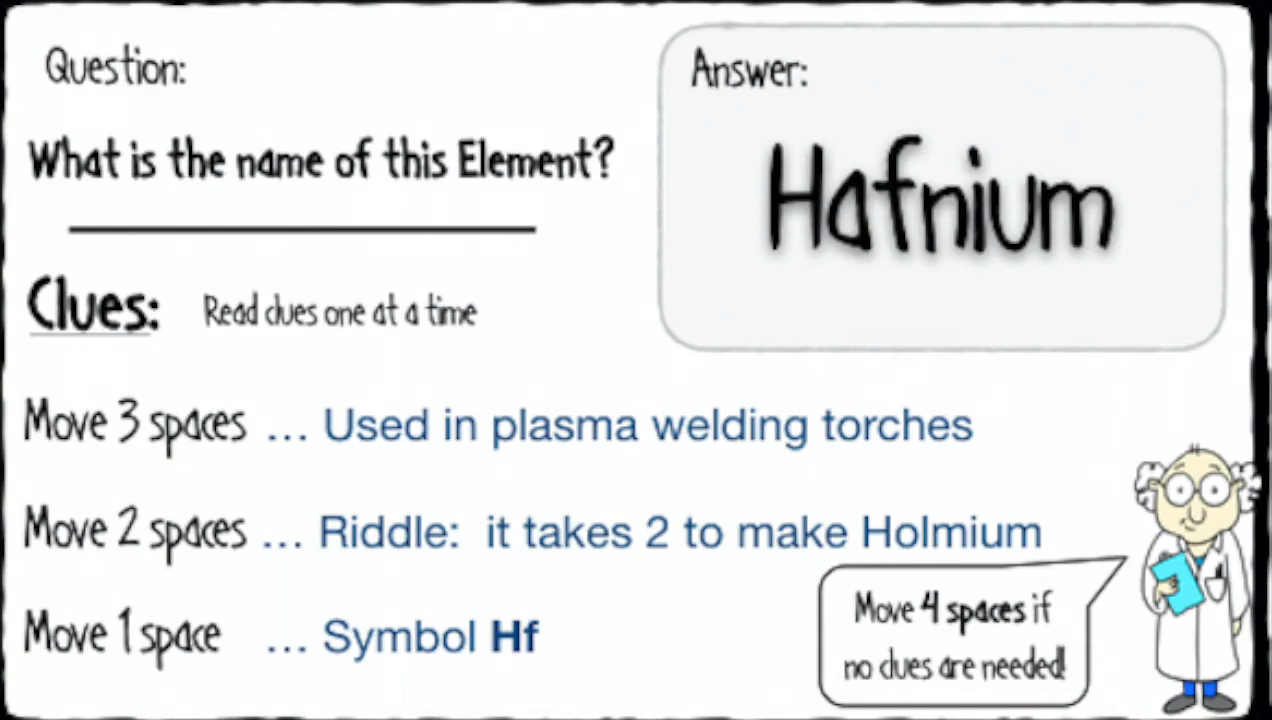 Question:
What is the name of this Element?
Answer:
Hafnium
Clues: Read clues one at a time
Move 3 spaces ... Used in plasma welding torches
Move 2 spaces ... Riddle: it takes 2 to make Holmium
Move 1 space ... Symbol Hf
Move 4 spaces if
no clues are needed!